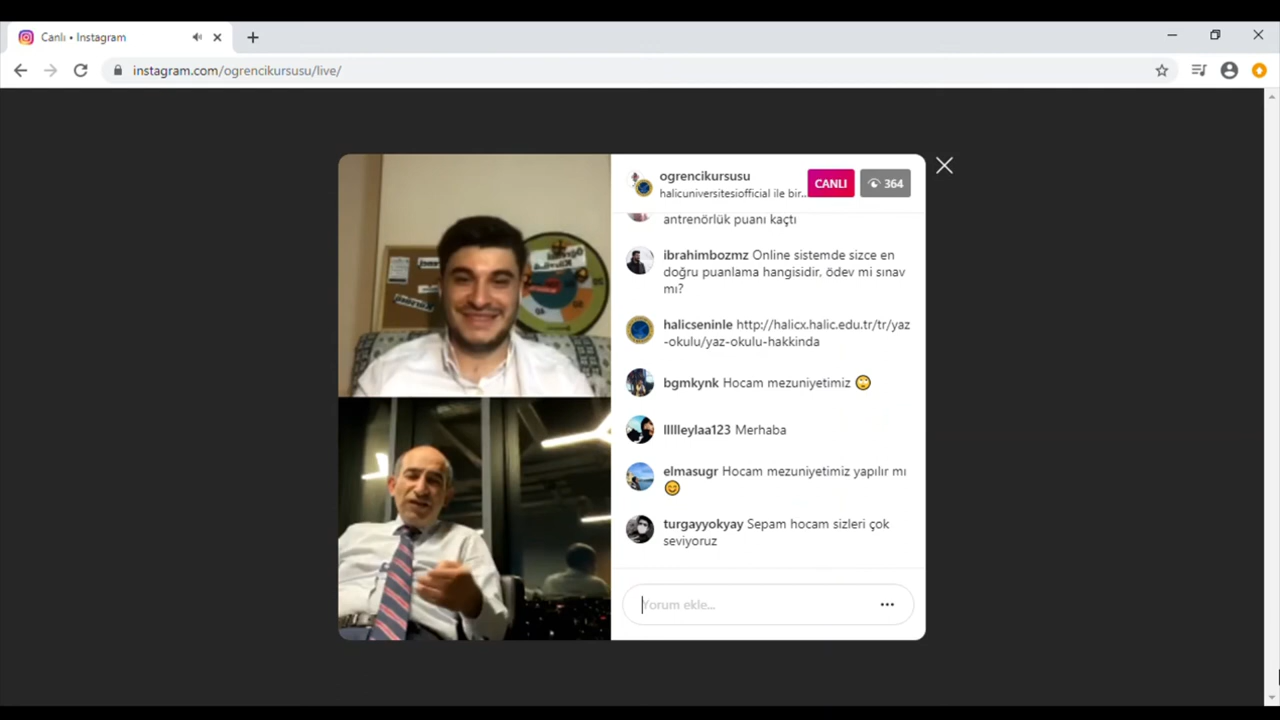 Canlı • Instagram
instagram.com/ogrencikursusu/live/
ogrencikursusu
halicuniversitesiofficial ile bir...
CANLI
364
antrenörlük puanı kaçtı
ibrahimbozmz Online sistemde sizce en
doğru puanlama hangisidir, ödev mi sınav
mı?
halicseninle http://halicx.halic.edu.tr/tr/yaz
-okulu/yaz-okulu-hakkinda
bgmkynk Hocam mezuniyetimiz 🙄
llllleylaa123 Merhaba
elmasugr Hocam mezuniyetimiz yapılır mı
😊
turgayyokyay Sepam hocam sizleri çok
seviyoruz
Yorum ekle...